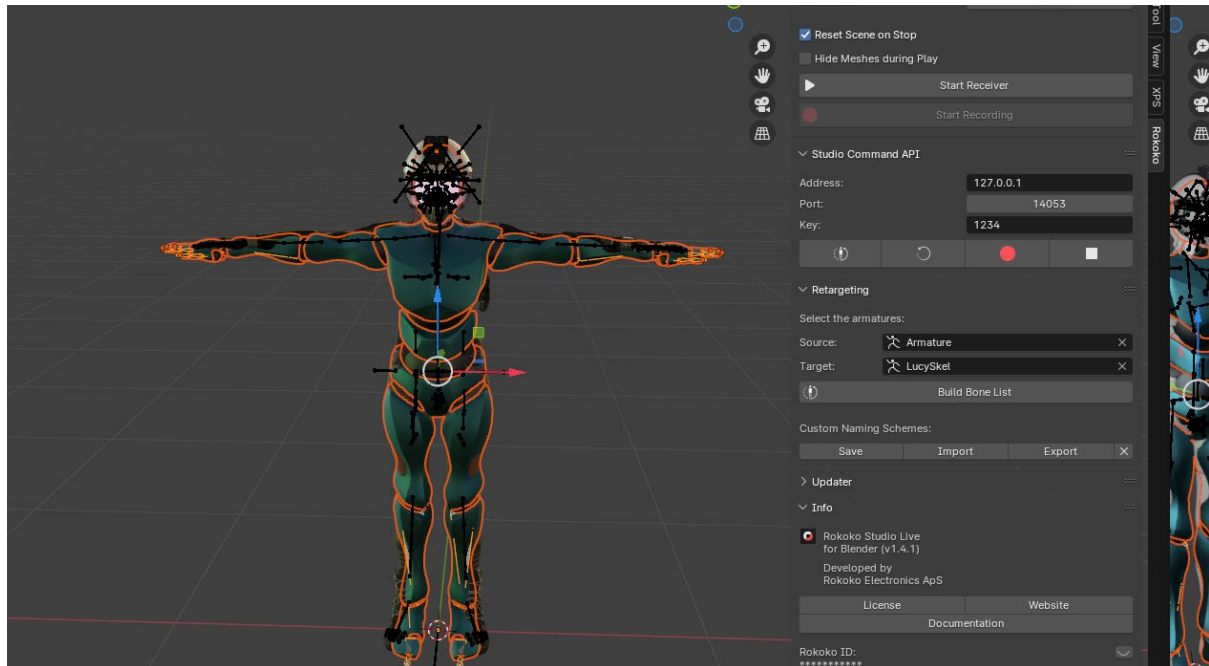 Reset Scene on Stop
Hide Meshes during Play
Start Receiver
Start Recording
Studio Command API
Address: 127.0.0.1
Port: 14053
Key: 1234
Retargeting
Select the armatures:
Source: Armature
Target: LucySkel
Build Bone List
Custom Naming Schemes:
Save Import Export
Updater
Info
Rokoko Studio Live
for Blender (v1.4.1)
Developed by
Rokoko Electronics ApS
License Website
Documentation
Rokoko ID:
***********
Tool
View
XPS
Rokoko